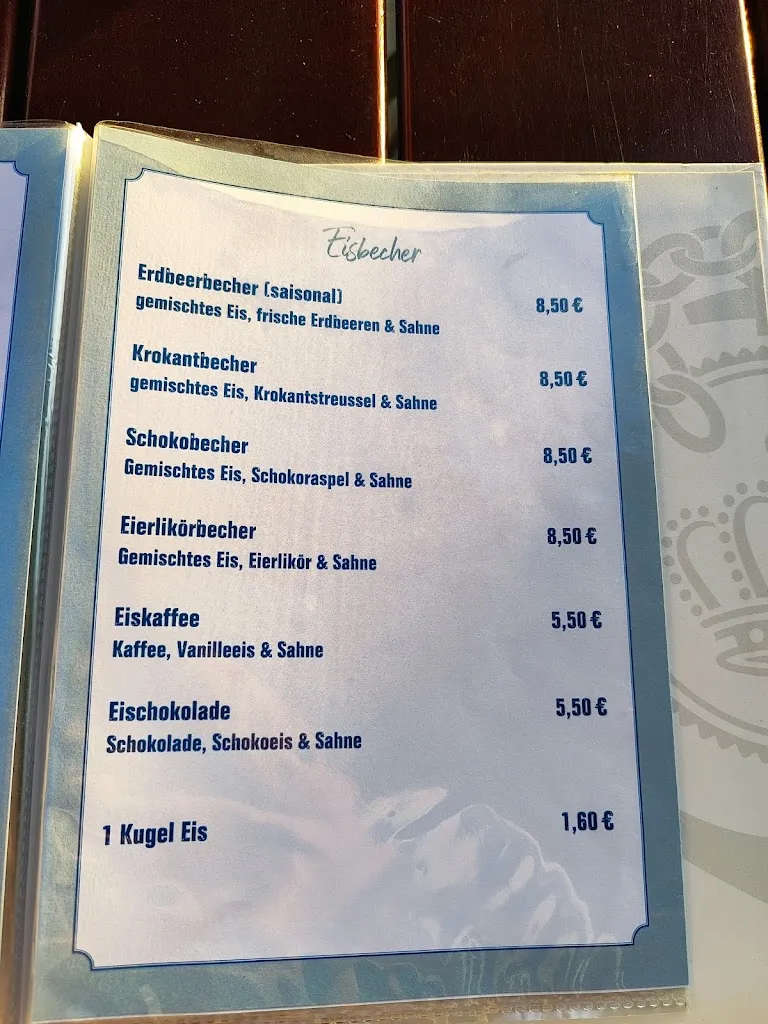 Eisbecher
Erdbeerbecher (saisonal)
gemischtes Eis, frische Erdbeeren & Sahne
8,50 €
Krokantbecher
gemischtes Eis, Krokantstreussel & Sahne
8,50 €
Schokobecher
Gemischtes Eis, Schokoraspel & Sahne
8,50 €
Eierlikörbecher
Gemischtes Eis, Eierlikör & Sahne
8,50 €
Eiskaffee
Kaffee, Vanilleeis & Sahne
5,50 €
Eischokolade
Schokolade, Schokoeis & Sahne
5,50 €
1 Kugel Eis
1,60 €